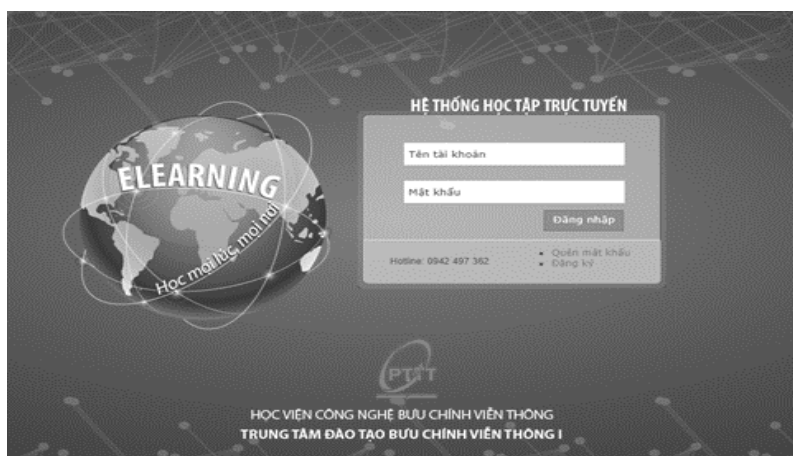 HỆ THỐNG HỌC TẬP TRỰC TUYẾN
ELEARNING
Học mọi lúc, mọi nơi
Tên tài khoản
Mật khẩu
Đăng nhập
Hotline: 0942 497 362
Quên mật khẩu
Đăng ký
PTIT
HỌC VIỆN CÔNG NGHỆ BƯU CHÍNH VIỄN THÔNG
TRUNG TÂM ĐÀO TẠO BƯU CHÍNH VIỄN THÔNG I